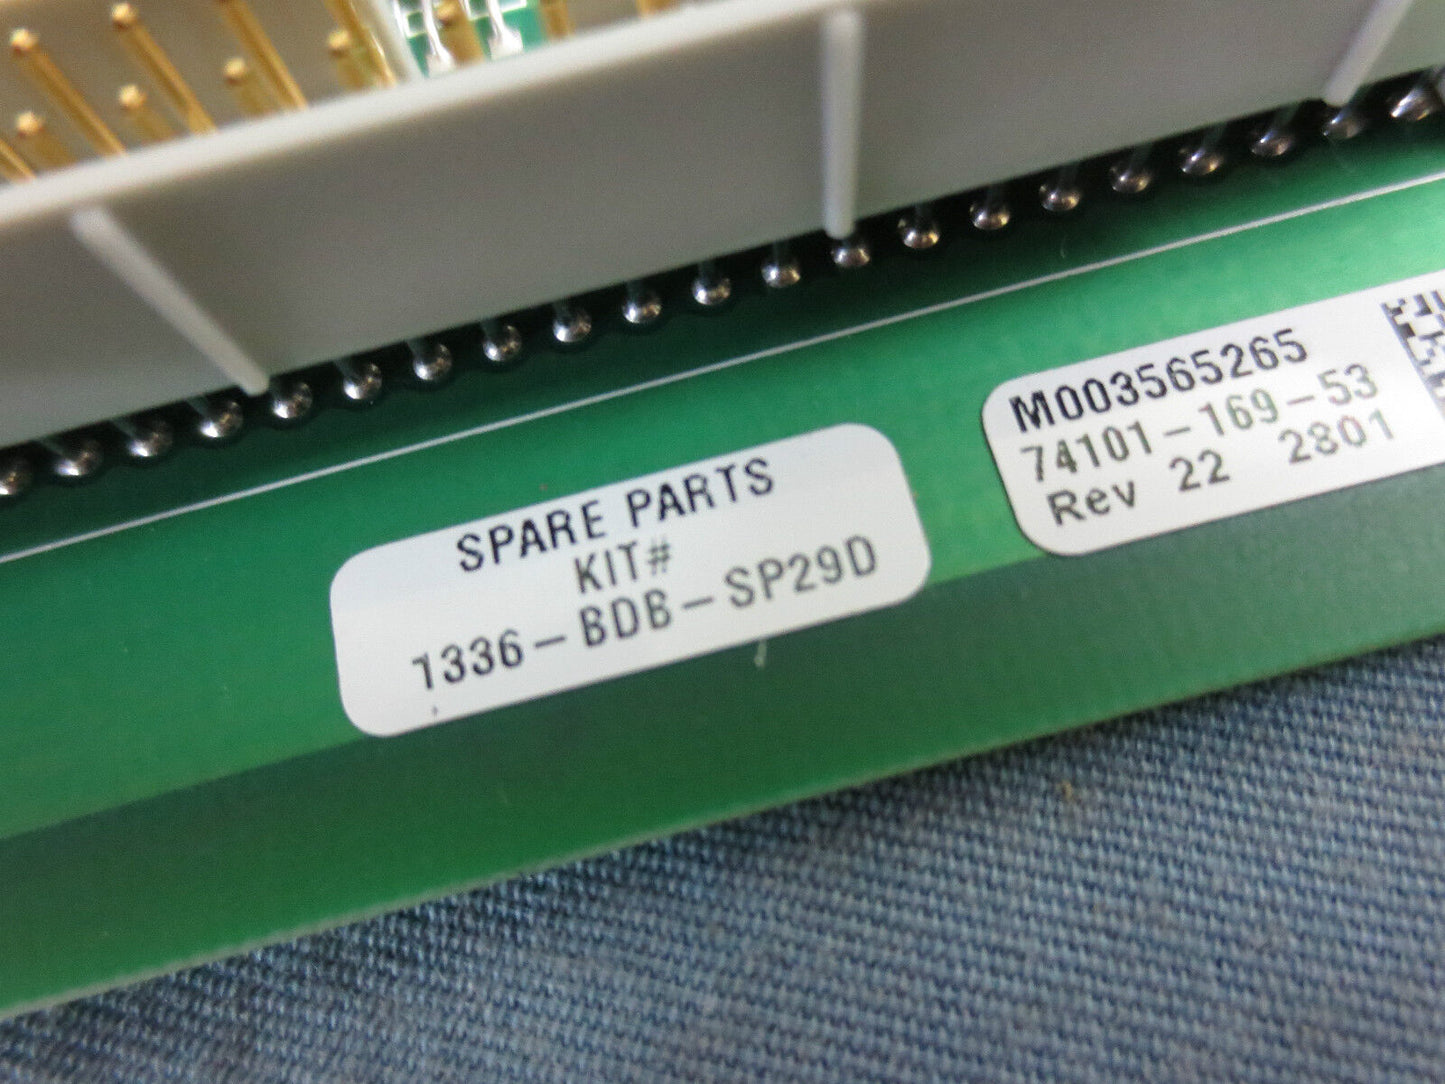 SPARE PARTS
KIT#
1336-BDB-SP29D
M003565265
74101-169-53
Rev 22 2801